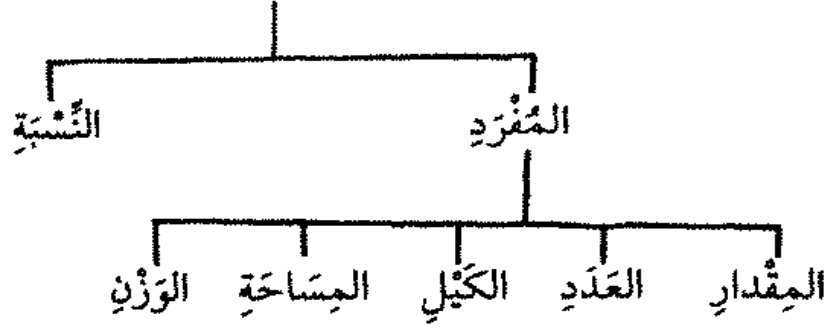 المُفْرَدِ النِّسْبَةِ
المِقْدارِ العَدَدِ الكَيْلِ المِسَاحَةِ الوَزْنِ